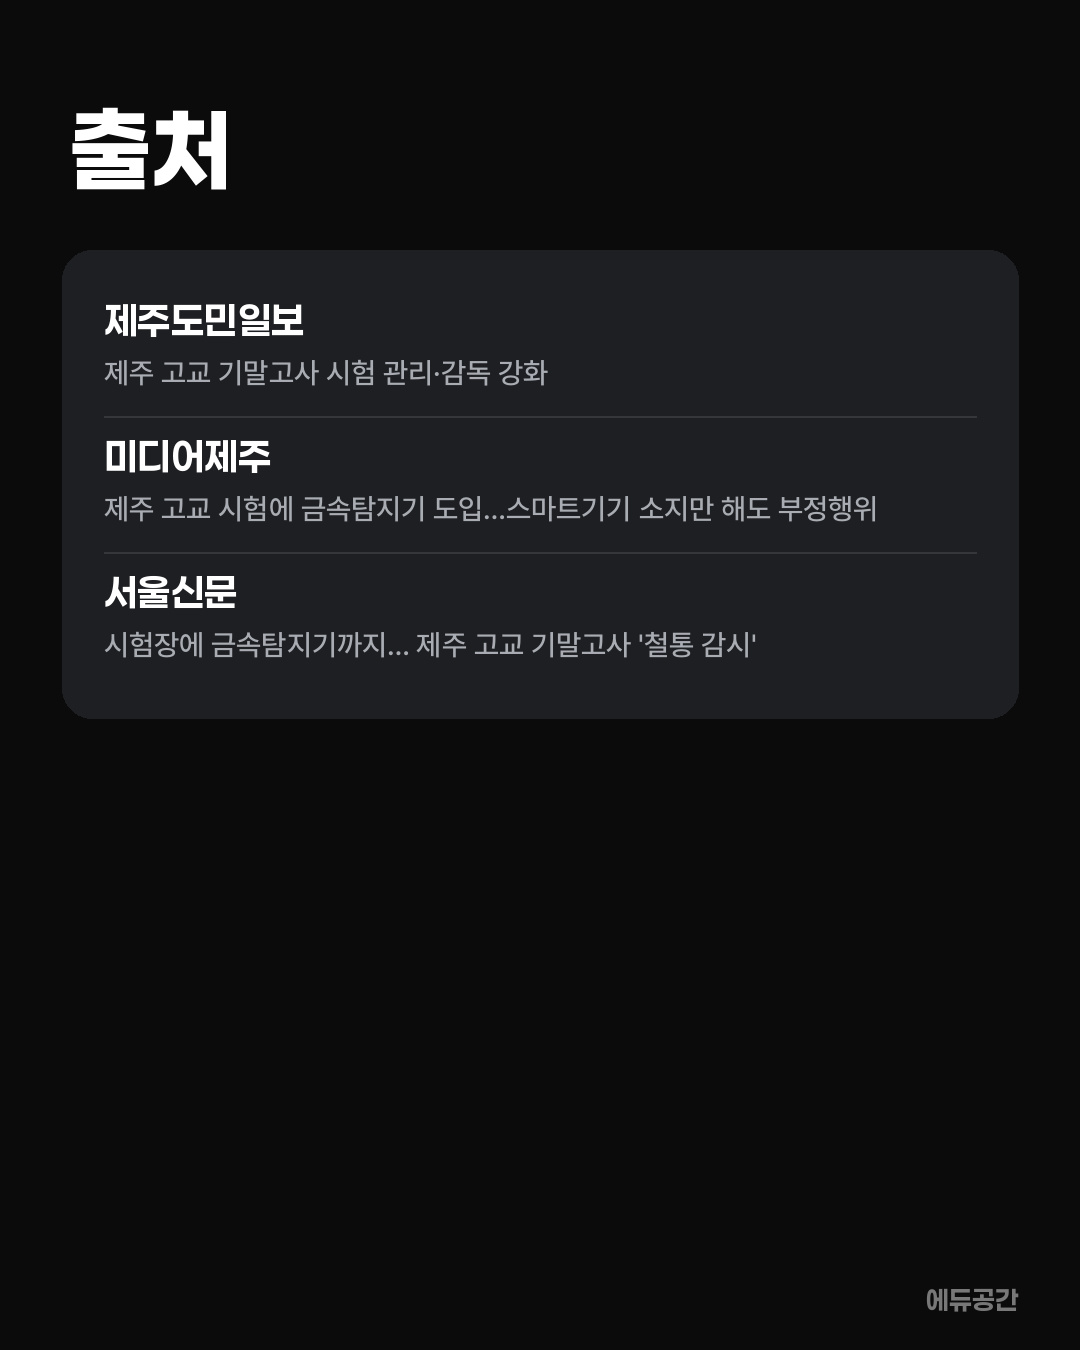 출처
제주도민일보
제주 고교 기말고사 시험 관리·감독 강화
미디어제주
제주 고교 시험에 금속탐지기 도입...스마트기기 소지만 해도 부정행위
서울신문
시험장에 금속탐지기까지... 제주 고교 기말고사 '철통 감시'
에듀공간